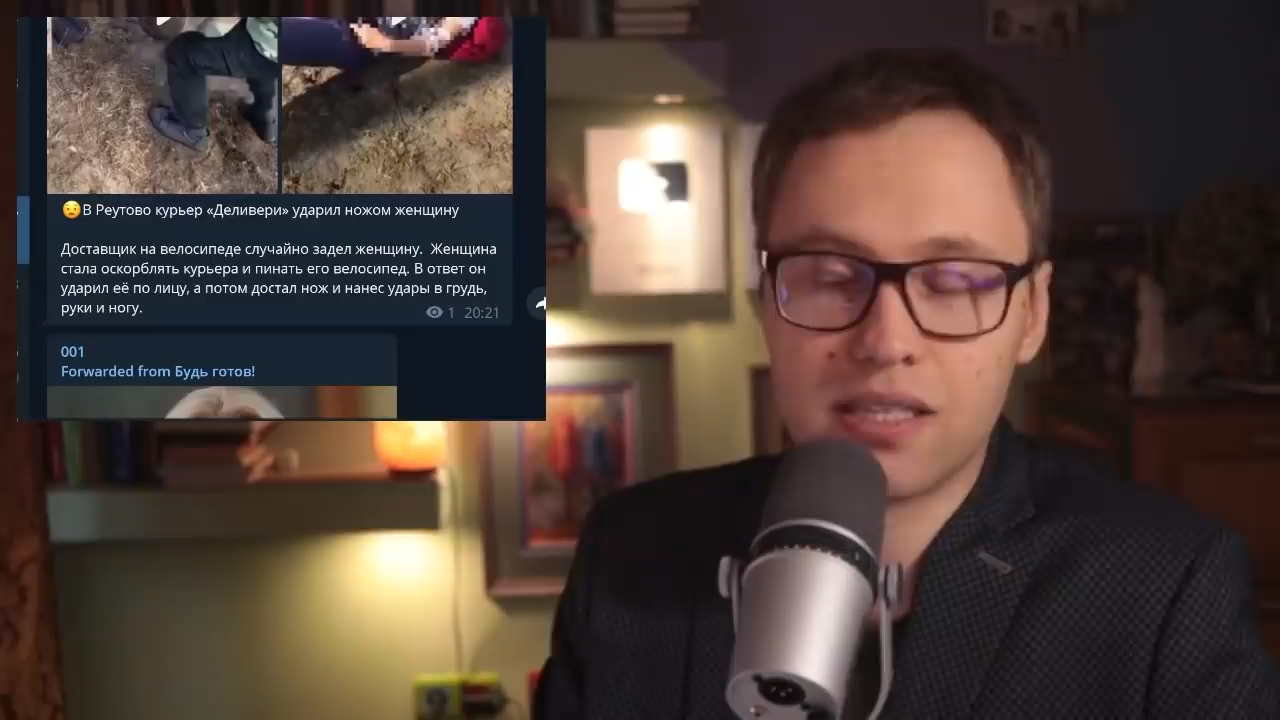 😟В Реутово курьер «Деливери» ударил ножом женщину
Доставщик на велосипеде случайно задел женщину. Женщина
стала оскорблять курьера и пинать его велосипед. В ответ он
ударил её по лицу, а потом достал нож и нанес удары в грудь,
руки и ногу.
1 20:21
001
Forwarded from Будь готов!